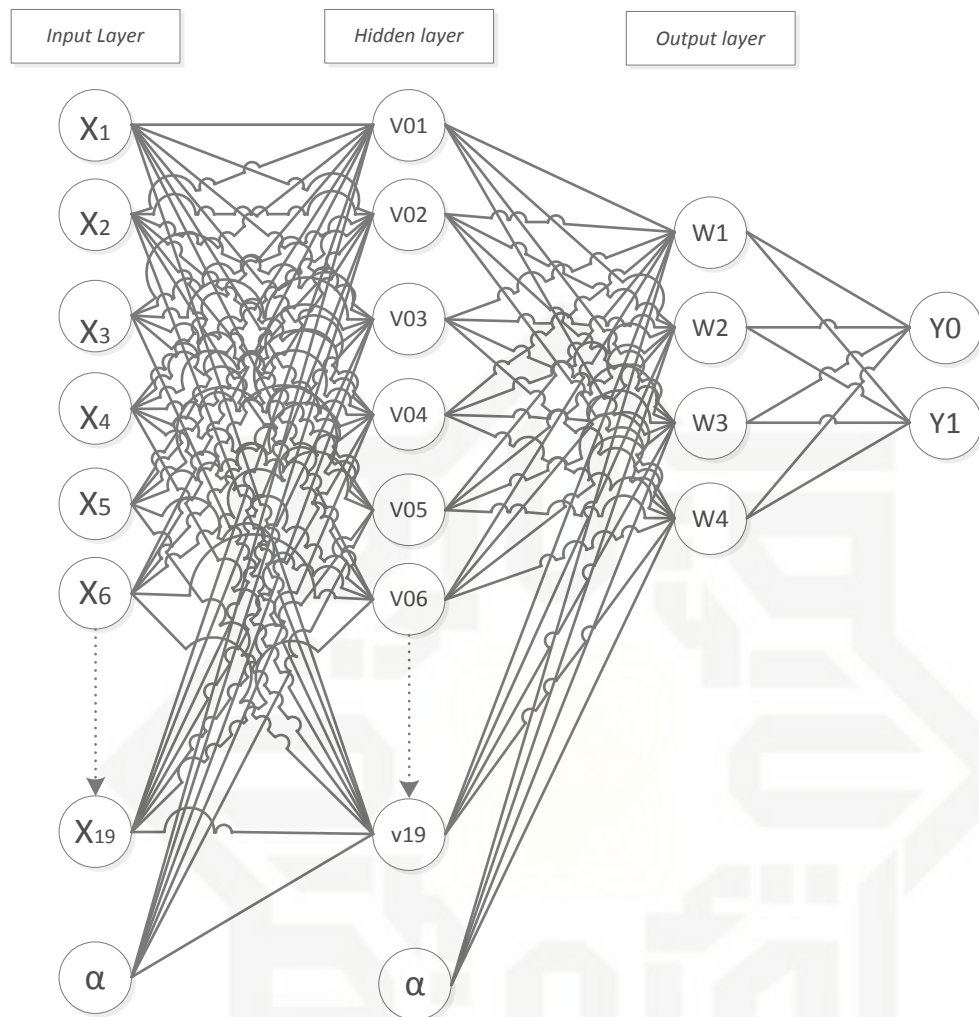 Input Layer
Hidden layer
Output layer
X1
X2
X3
X4
X5
X6
X19
α
V01
V02
V03
V04
V05
V06
v19
α
W1
W2
W3
W4
Y0
Y1